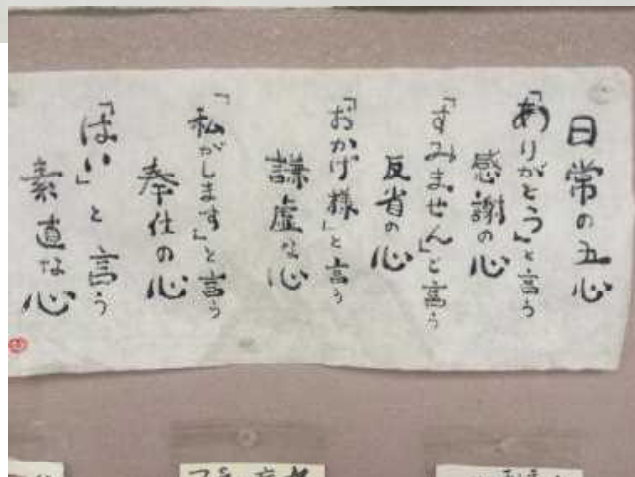 日常の五心
「ありがとう」と言う
感謝の心
「すみません」と言う
反省の心
「おかげ様」と言う
謙虚な心
「私がします」と言う
奉仕の心
「はい」と言う
素直な心